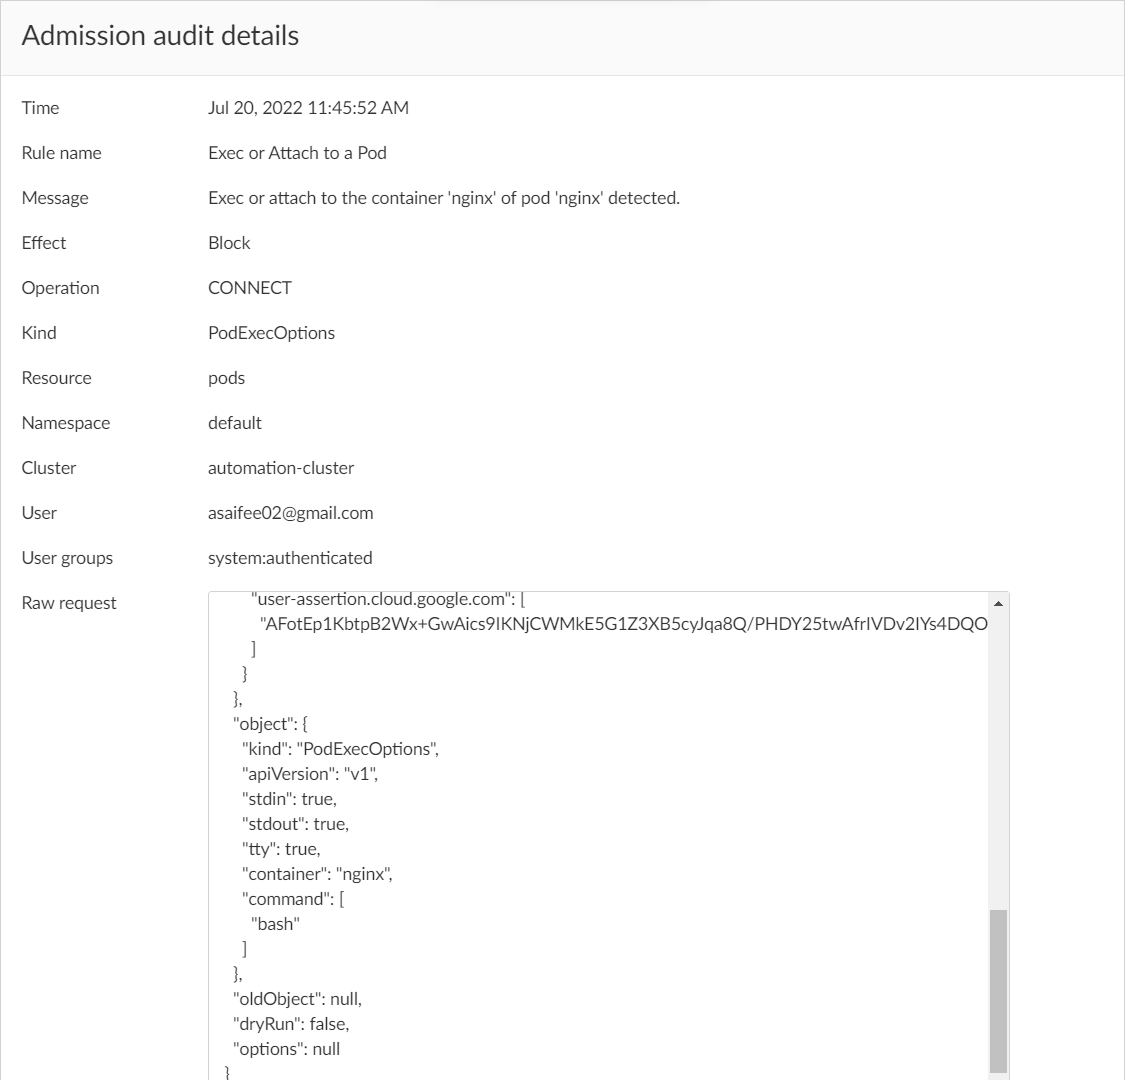 Admission audit details
Time Jul 20, 2022 11:45:52 AM
Rule name Exec or Attach to a Pod
Message Exec or attach to the container 'nginx' of pod 'nginx' detected.
Effect Block
Operation CONNECT
Kind PodExecOptions
Resource pods
Namespace default
Cluster automation-cluster
User asaifee02@gmail.com
User groups system:authenticated
Raw request
"user-assertion.cloud.google.com": [
"AFotEp1KbtpB2Wx+GwAics9IKNjCWMkE5G1Z3XB5cyJqa8Q/PHDY25twAfrIVDv2IYs4DQO
]
}
},
"object": {
"kind": "PodExecOptions",
"apiVersion": "v1",
"stdin": true,
"stdout": true,
"tty": true,
"container": "nginx",
"command": [
"bash"
]
},
"oldObject": null,
"dryRun": false,
"options": null
}